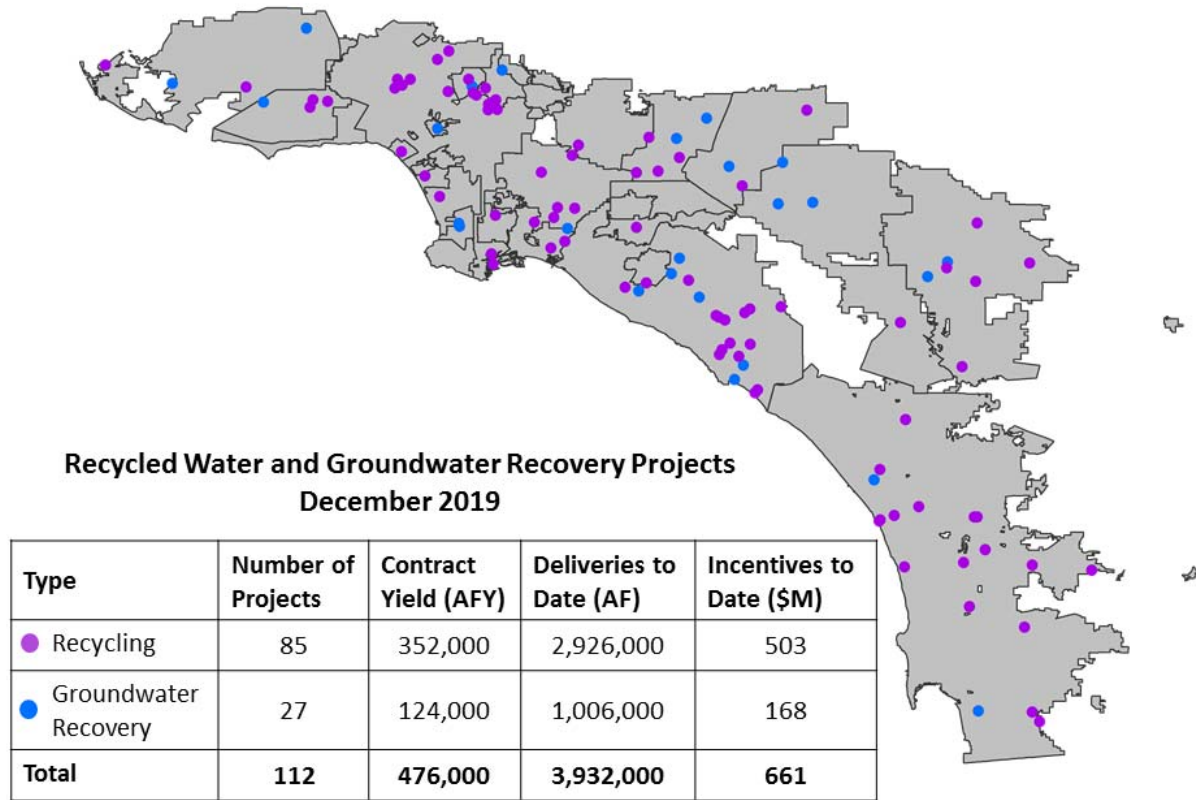 Recycled Water and Groundwater Recovery Projects
December 2019
Type
Number of
Projects
Contract
Yield (AFY)
Deliveries to
Date (AF)
Incentives to
Date ($M)
Recycling
85
352,000
2,926,000
503
Groundwater
Recovery
27
124,000
1,006,000
168
Total
112
476,000
3,932,000
661